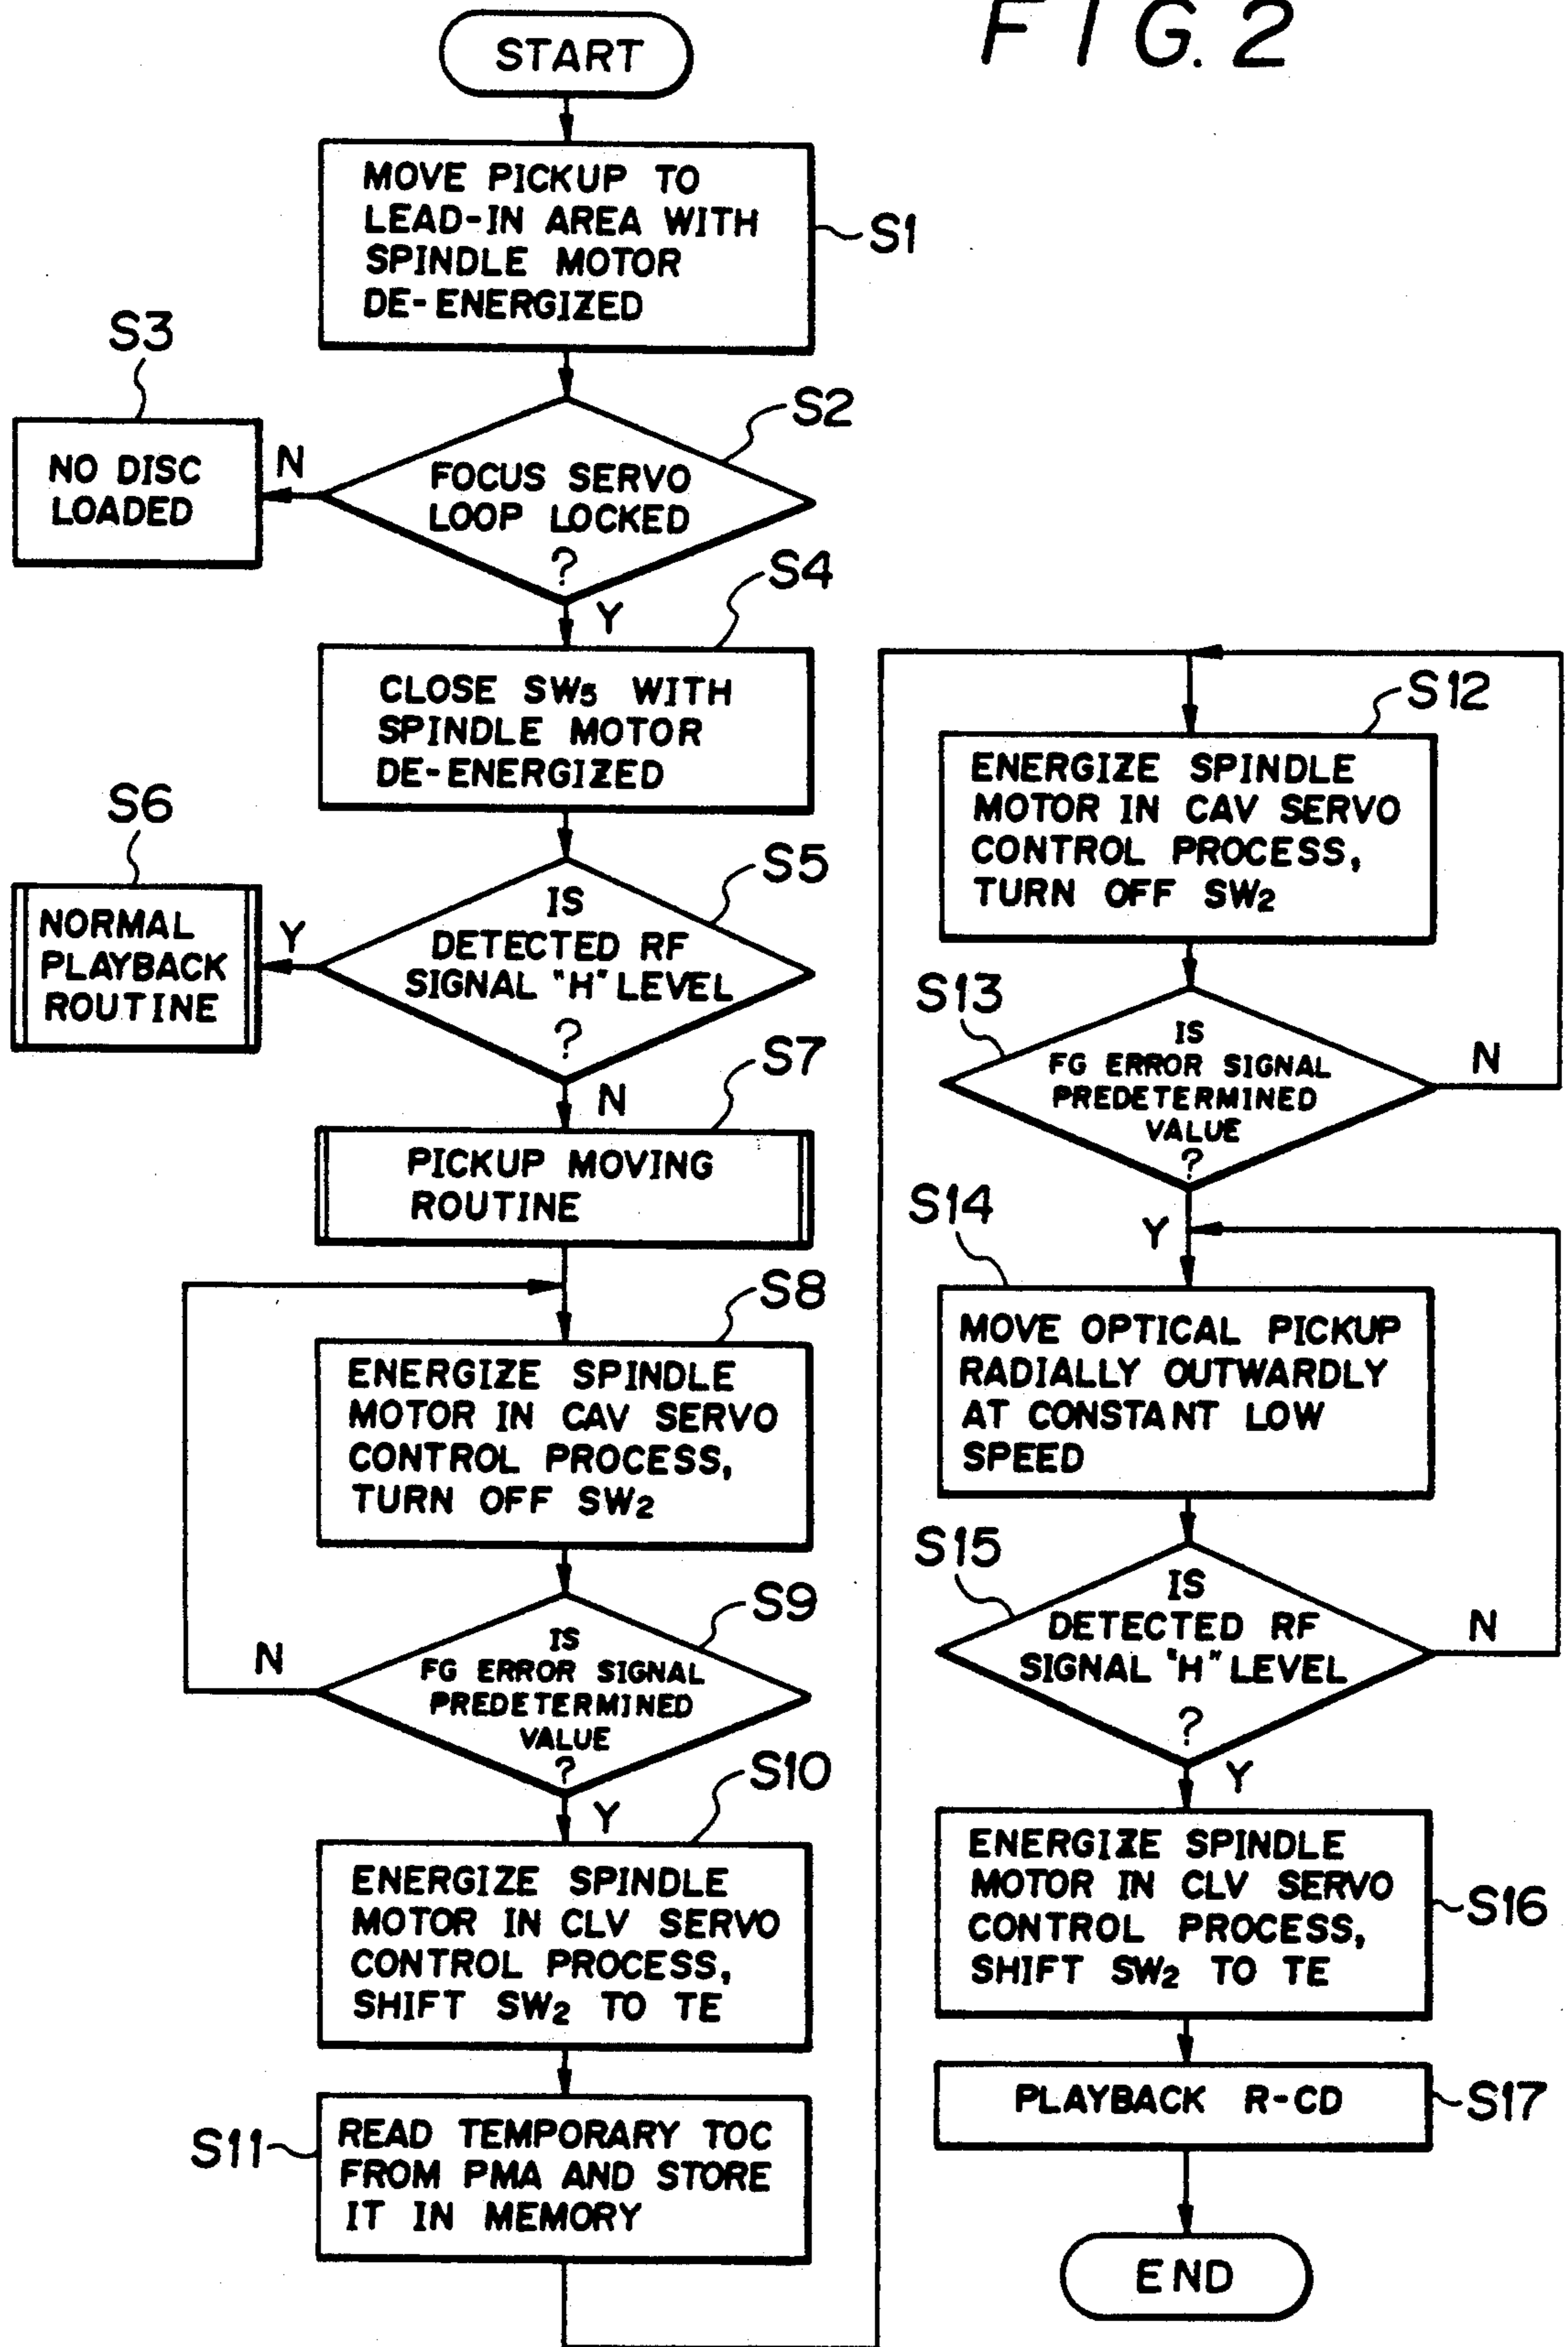 FIG. 2
START
MOVE PICKUP TO
LEAD-IN AREA WITH
SPINDLE MOTOR
DE-ENERGIZED
S1
S3
NO DISC
LOADED
N
S2
FOCUS SERVO
LOOP LOCKED
?
Y
S4
CLOSE SW5 WITH
SPINDLE MOTOR
DE-ENERGIZED
S6
NORMAL
PLAYBACK
ROUTINE
Y
S5
IS
DETECTED RF
SIGNAL "H" LEVEL
?
N
S7
PICKUP MOVING
ROUTINE
S8
ENERGIZE SPINDLE
MOTOR IN CAV SERVO
CONTROL PROCESS,
TURN OFF SW2
S9
IS
FG ERROR SIGNAL
PREDETERMINED
VALUE
?
N
Y
S10
ENERGIZE SPINDLE
MOTOR IN CLV SERVO
CONTROL PROCESS,
SHIFT SW2 TO TE
S11
READ TEMPORARY TOC
FROM PMA AND STORE
IT IN MEMORY
S12
ENERGIZE SPINDLE
MOTOR IN CAV SERVO
CONTROL PROCESS,
TURN OFF SW2
S13
IS
FG ERROR SIGNAL
PREDETERMINED
VALUE
?
N
Y
S14
MOVE OPTICAL PICKUP
RADIALLY OUTWARDLY
AT CONSTANT LOW
SPEED
S15
IS
DETECTED RF
SIGNAL "H" LEVEL
?
N
Y
ENERGIZE SPINDLE
MOTOR IN CLV SERVO
CONTROL PROCESS,
SHIFT SW2 TO TE
S16
PLAYBACK R-CD
S17
END